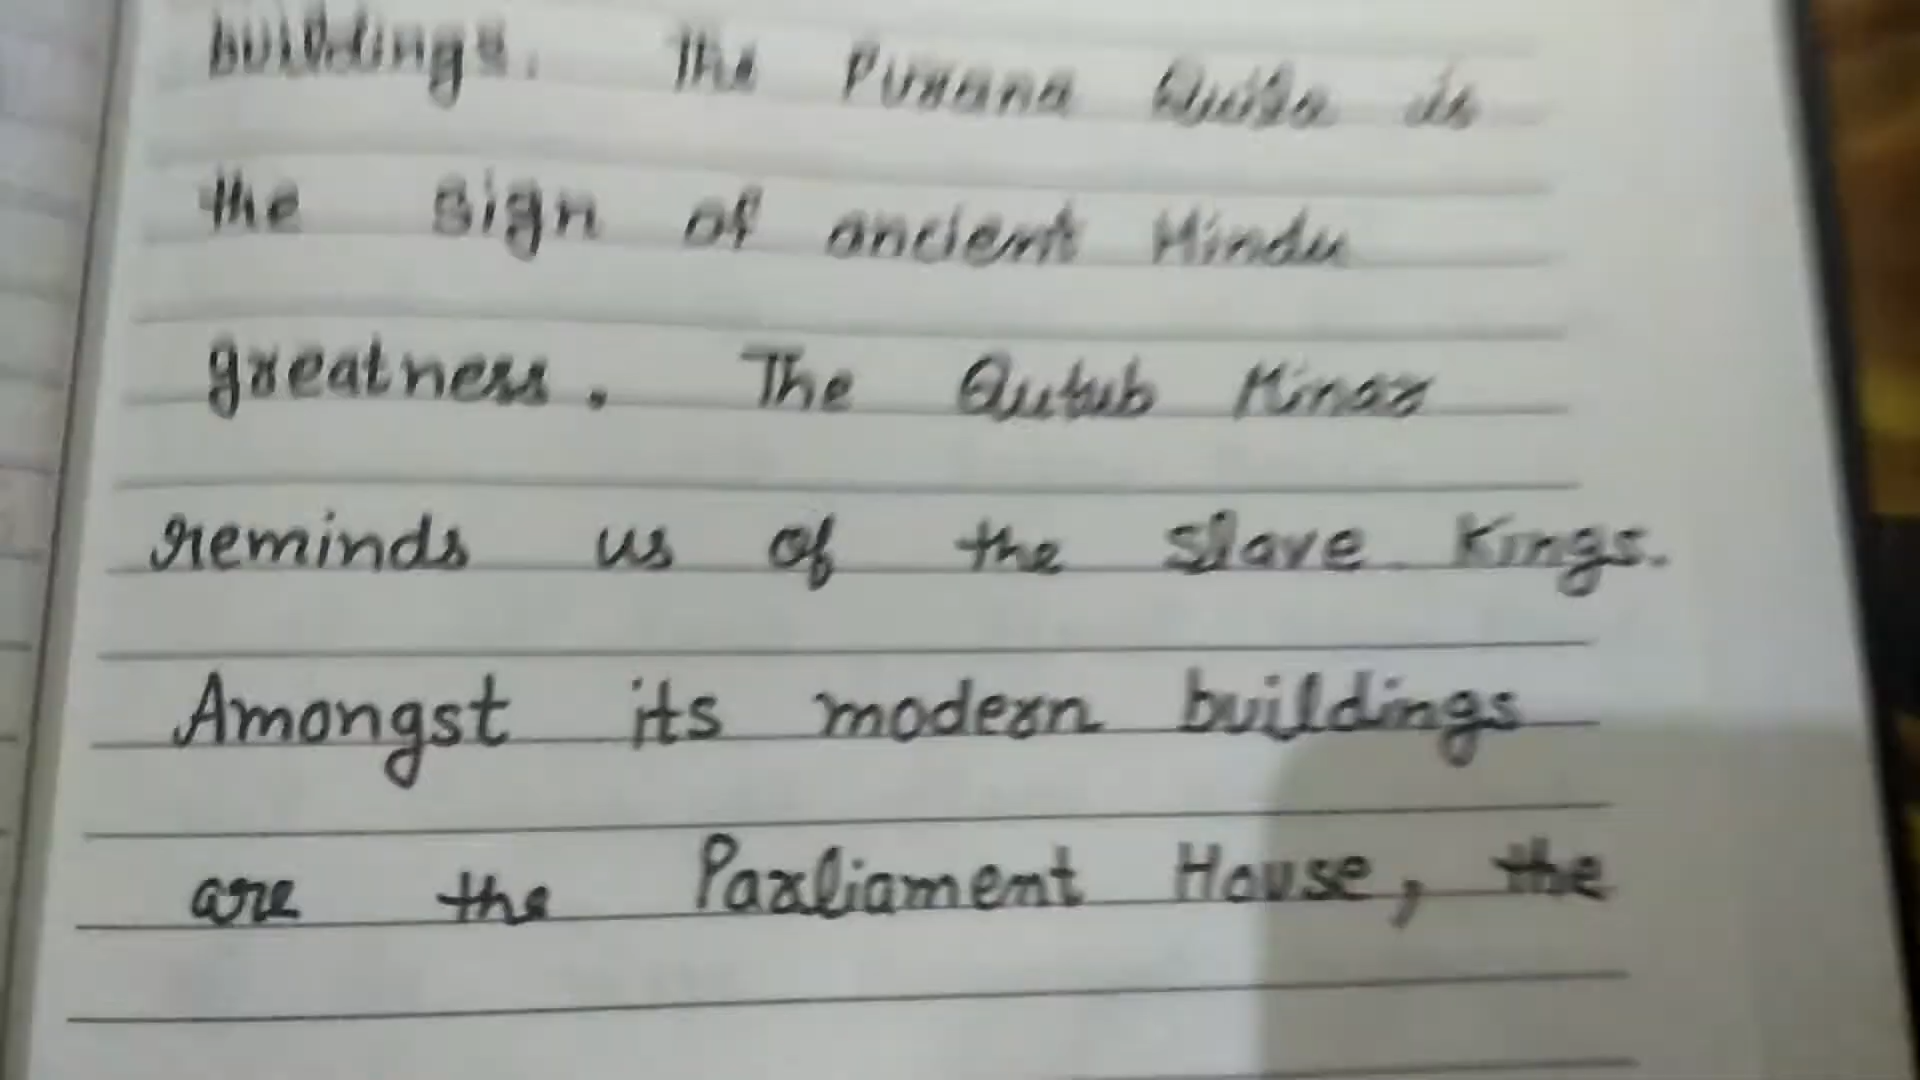 buildings. The Purana Quila is
the sign of ancient Hindu
greatness. The Qutub Minar
reminds us of the Slave Kings.
Amongst its modern buildings
are the Parliament House, the